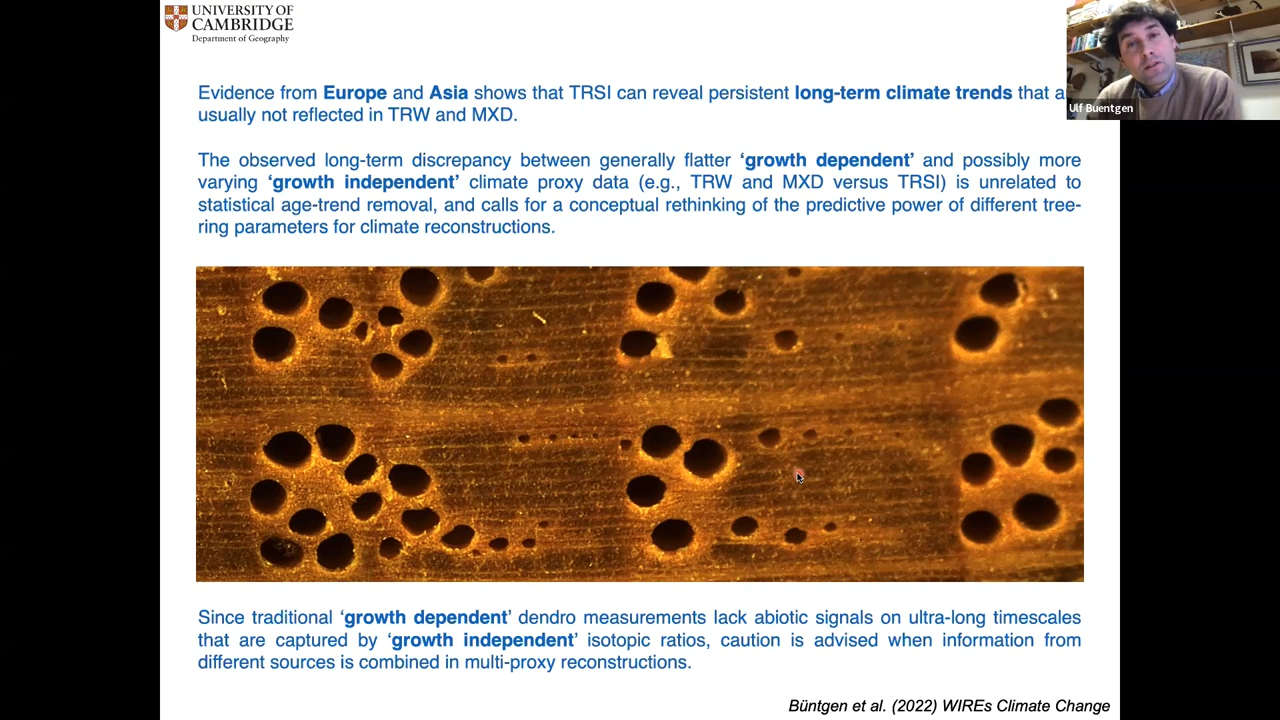 UNIVERSITY OF
CAMBRIDGE
Department of Geography
Ulf Buentgen
Evidence from Europe and Asia shows that TRSI can reveal persistent long-term climate trends that a
usually not reflected in TRW and MXD.
The observed long-term discrepancy between generally flatter ‘growth dependent’ and possibly more
varying ‘growth independent’ climate proxy data (e.g., TRW and MXD versus TRSI) is unrelated to
statistical age-trend removal, and calls for a conceptual rethinking of the predictive power of different tree-
ring parameters for climate reconstructions.
Since traditional ‘growth dependent’ dendro measurements lack abiotic signals on ultra-long timescales
that are captured by ‘growth independent’ isotopic ratios, caution is advised when information from
different sources is combined in multi-proxy reconstructions.
Büntgen et al. (2022) WIREs Climate Change